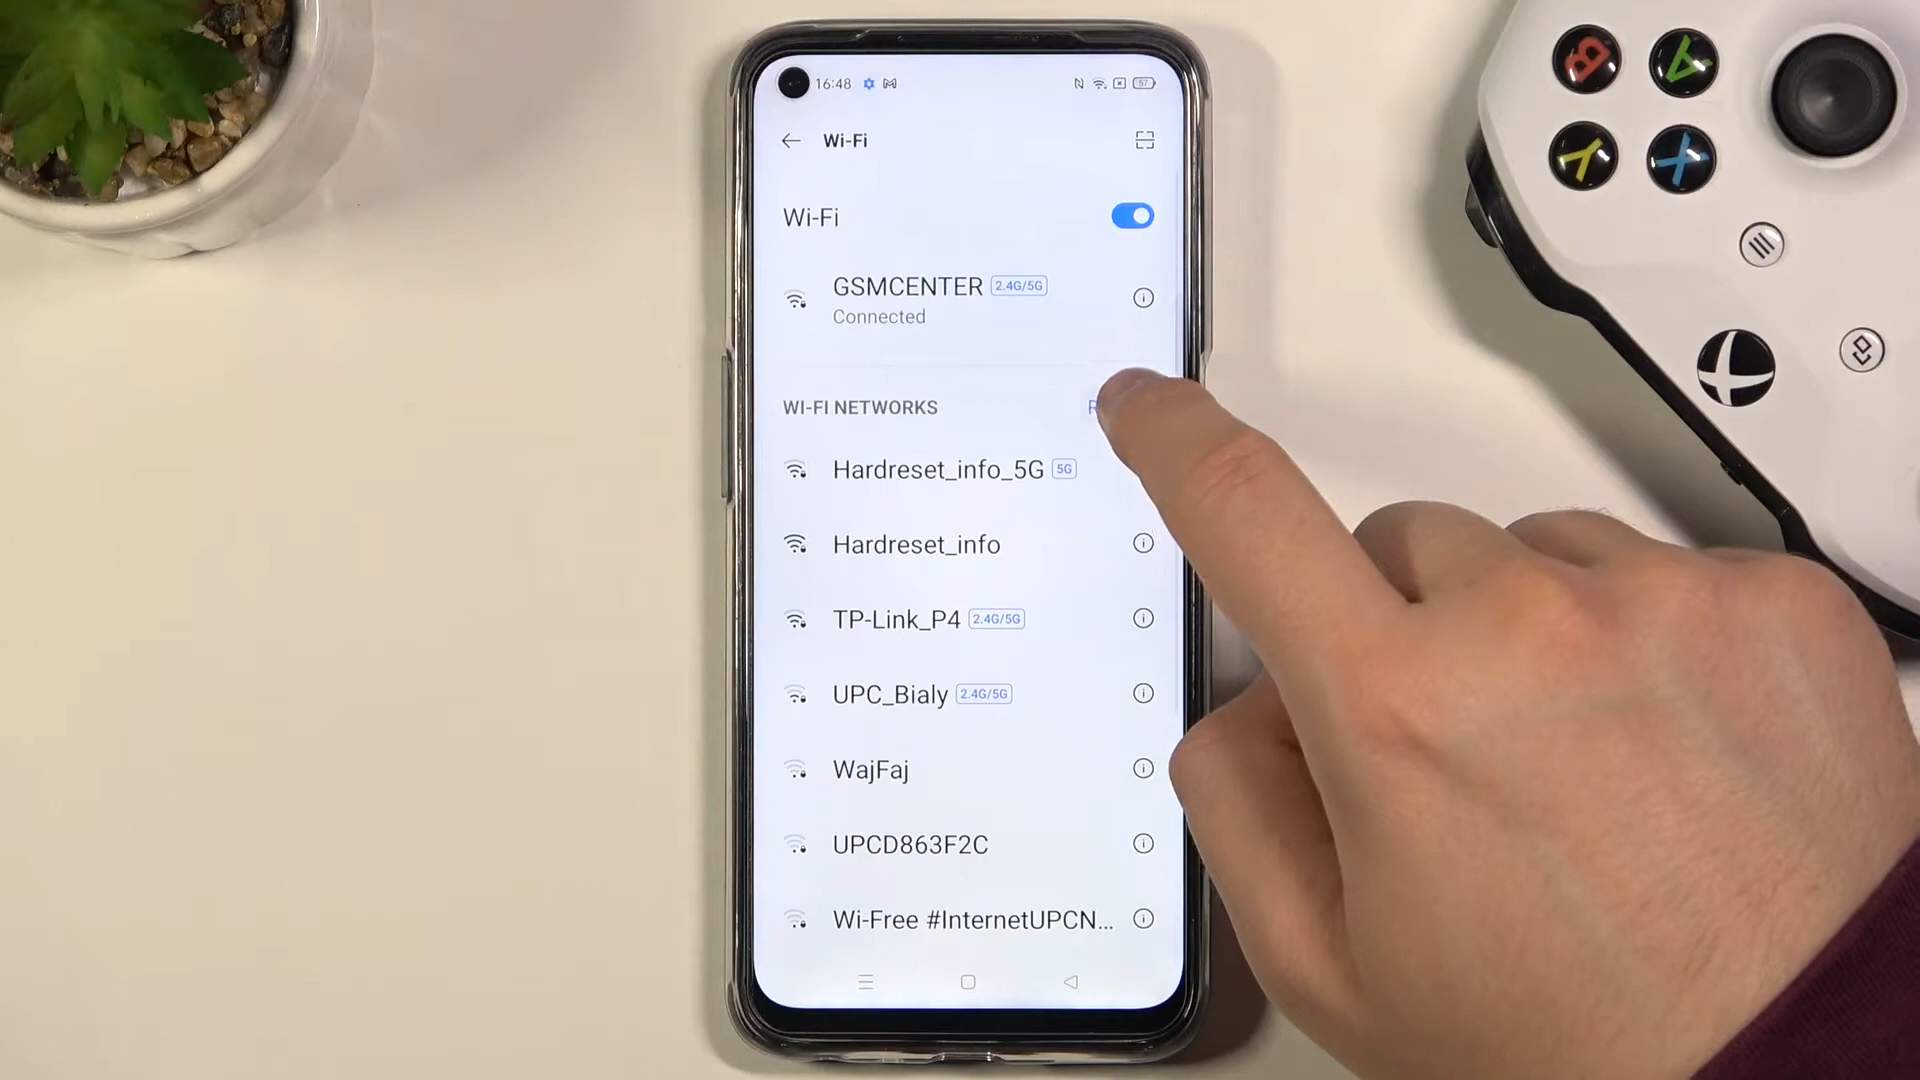 16:48 57
Wi-Fi
Wi-Fi
GSMCENTER 2.4G/5G
Connected
WI-FI NETWORKS
Hardreset_info_5G 5G
Hardreset_info
TP-Link_P4 2.4G/5G
UPC_Bialy 2.4G/5G
WajFaj
UPCD863F2C
Wi-Free #InternetUPCN...
B A
Y X